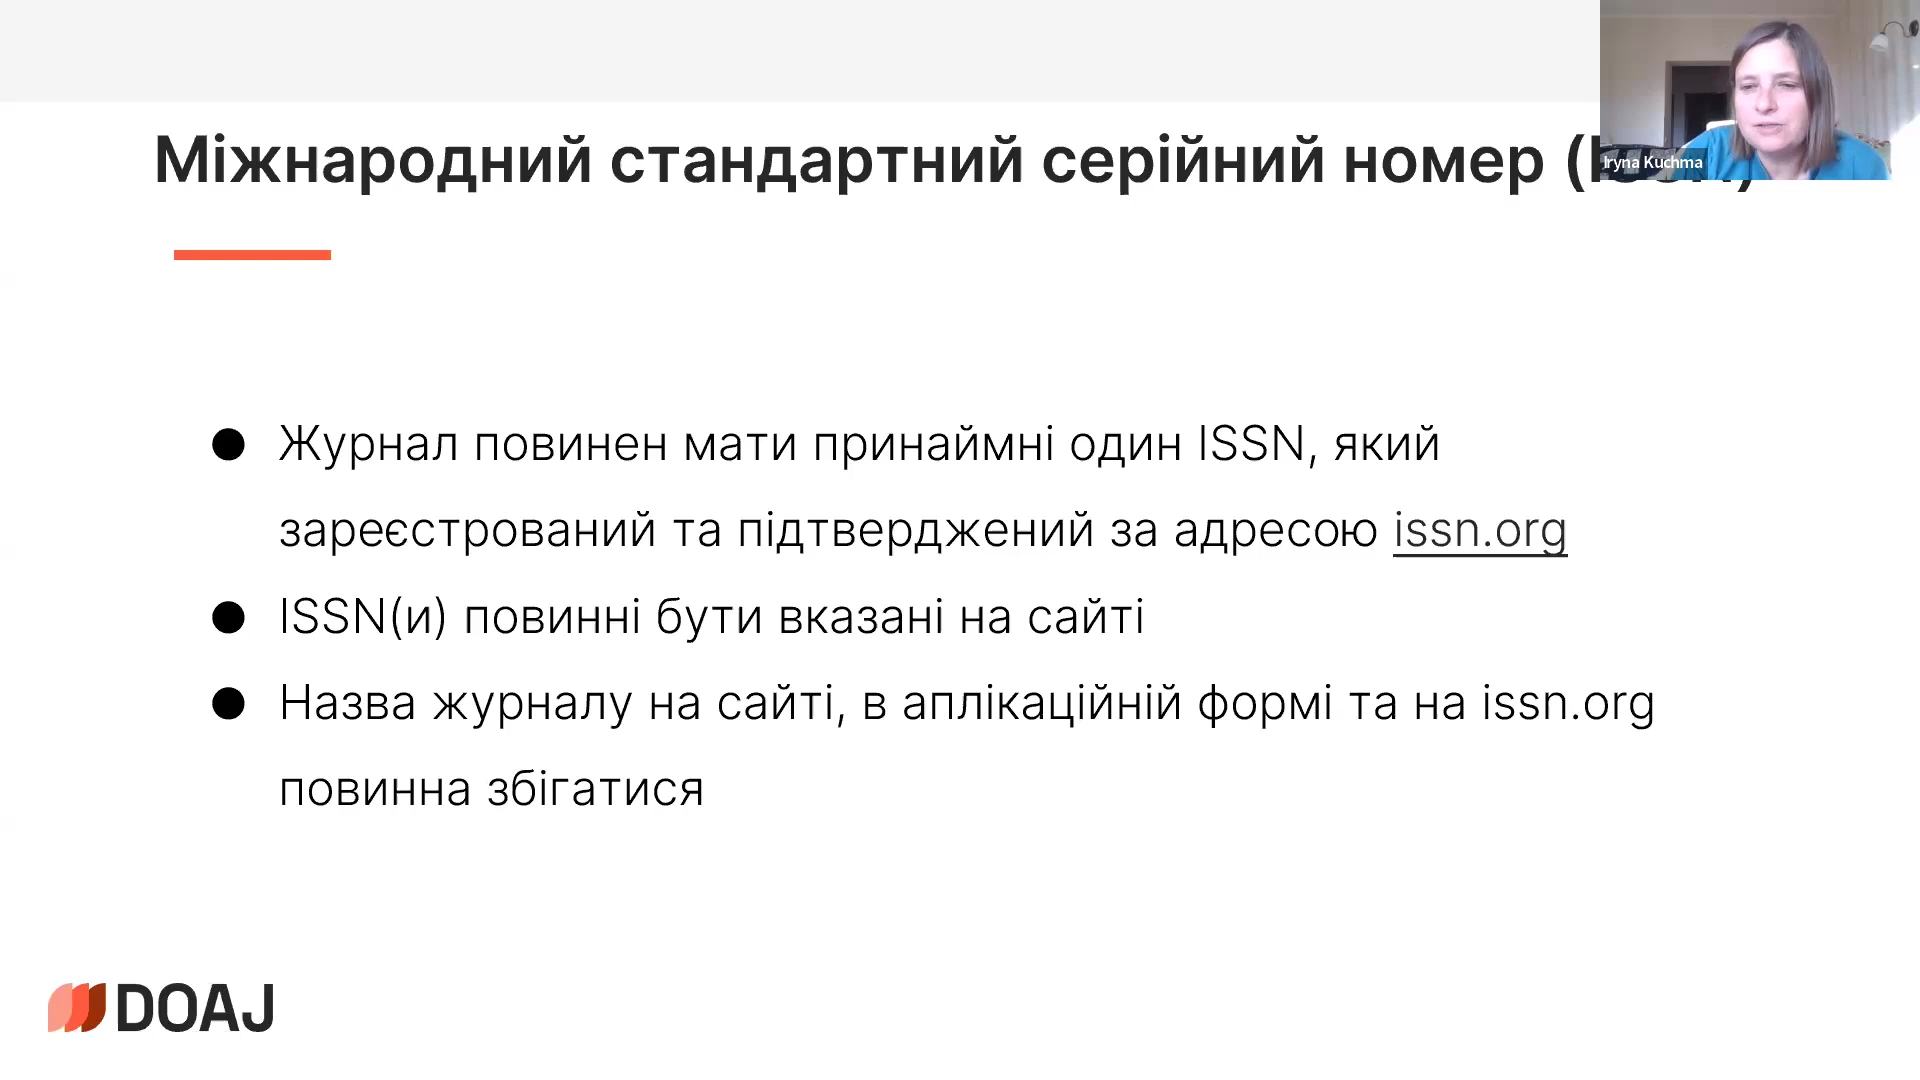 Міжнародний стандартний серійний номер (ISSN)
Iryna Kuchma
● Журнал повинен мати принаймні один ISSN, який
зареєстрований та підтверджений за адресою issn.org
● ISSN(и) повинні бути вказані на сайті
● Назва журналу на сайті, в аплікаційній формі та на issn.org
повинна збігатися
DOAJ